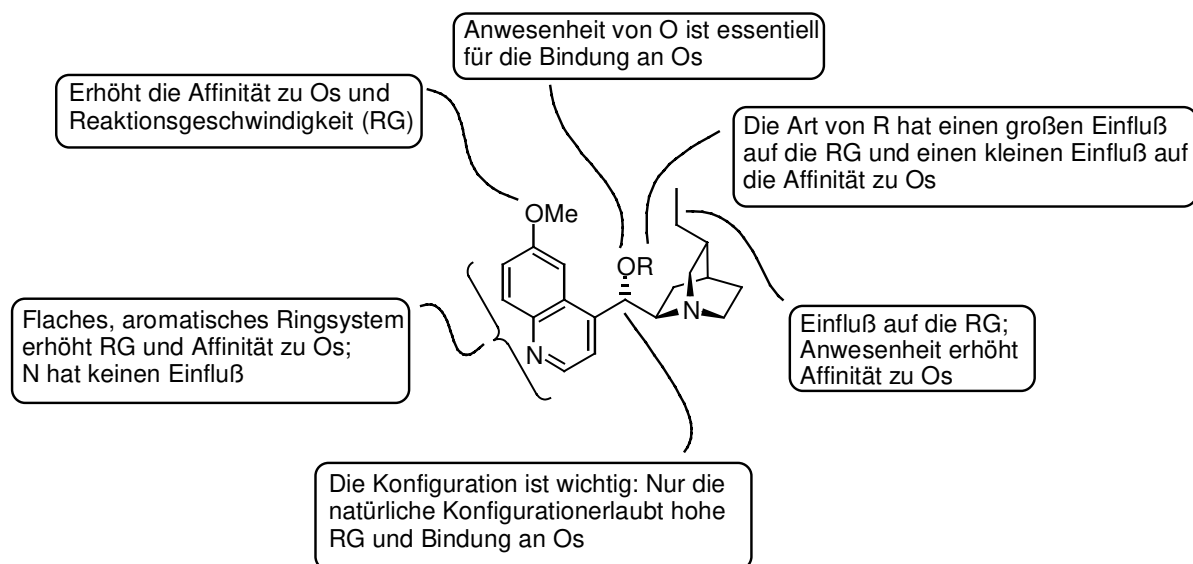 Anwesenheit von O ist essentiell
für die Bindung an Os
Erhöht die Affinität zu Os und
Reaktionsgeschwindigkeit (RG)
Die Art von R hat einen großen Einfluß
auf die RG und einen kleinen Einfluß auf
die Affinität zu Os
OMe
OR
N
N
Flaches, aromatisches Ringsystem
erhöht RG und Affinität zu Os;
N hat keinen Einfluß
Einfluß auf die RG;
Anwesenheit erhöht
Affinität zu Os
Die Konfiguration ist wichtig: Nur die
natürliche Konfigurationerlaubt hohe
RG und Bindung an Os